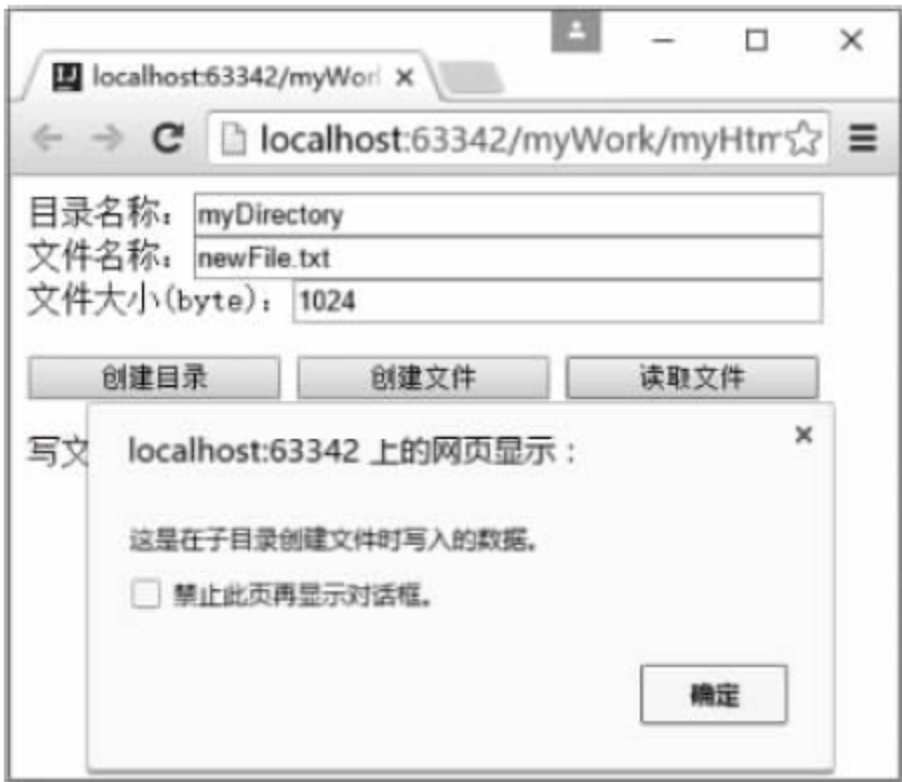 localhost:63342/myWorl
localhost:63342/myWork/myHtm
目录名称：myDirectory
文件名称：newFile.txt
文件大小(byte)：1024
创建目录 创建文件 读取文件
写文
localhost:63342 上的网页显示：
这是在子目录创建文件时写入的数据。
禁止此页再显示对话框。
确定